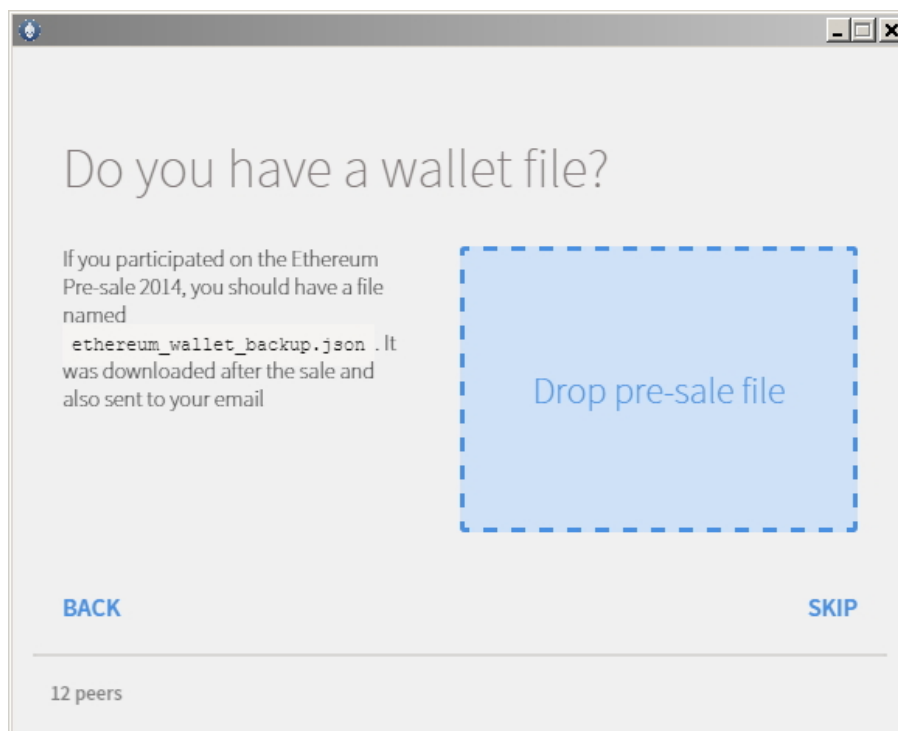 Do you have a wallet file?
If you participated on the Ethereum
Pre-sale 2014, you should have a file
named
ethereum_wallet_backup.json . It
was downloaded after the sale and
also sent to your email
Drop pre-sale file
BACK
SKIP
12 peers